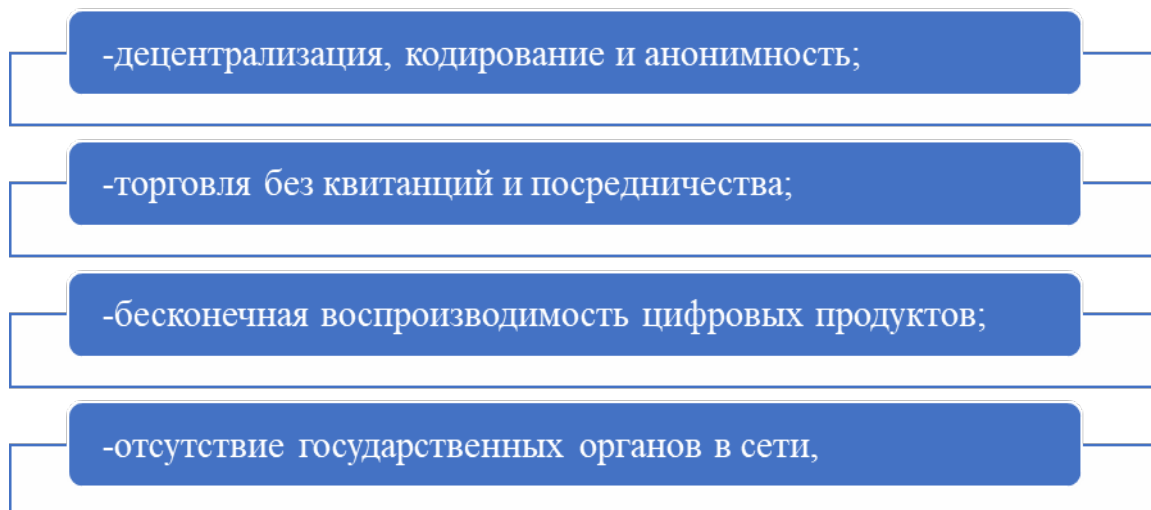 -децентрализация, кодирование и анонимность;
-торговля без квитанций и посредничества;
-бесконечная воспроизводимость цифровых продуктов;
-отсутствие государственных органов в сети,